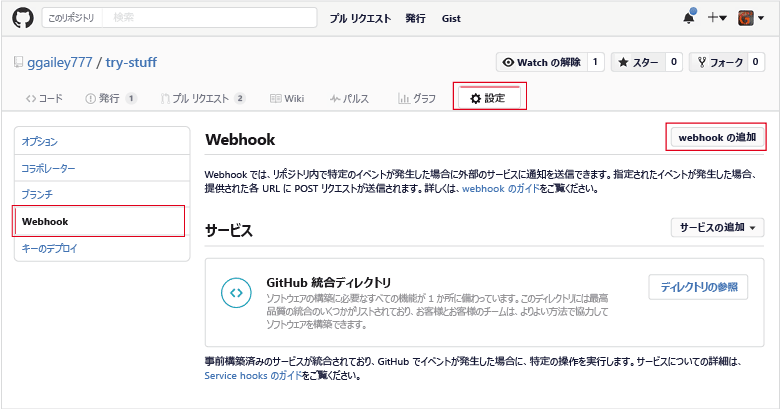 このリポジトリ 検索 プル リクエスト 発行 Gist
ggailey777 / try-stuff Watch の解除 1 スター 0 フォーク 0
コード 発行 1 プル リクエスト 2 Wiki パルス グラフ 設定
オプション
コラボレーター
ブランチ
Webhook
キーのデプロイ
Webhook webhook の追加
Webhook では、リポジトリ内で特定のイベントが発生した場合に外部のサービスに通知を送信できます。指定されたイベントが発生した場合、
提供された各 URL に POST リクエストが送信されます。詳しくは、webhook のガイドをご覧ください。
サービス サービスの追加
GitHub 統合ディレクトリ
ソフトウェアの構築に必要なすべての機能が 1 か所に備わっています。このディレクトリには最高
品質の統合のいくつかがリストされており、お客様とお客様のチームは、よりよい方法で協力して
ソフトウェアを構築できます。
ディレクトリの参照
事前構築済みのサービスが統合されており、GitHub でイベントが発生した場合に、特定の操作を実行します。サービスについての詳細は、
Service hooks のガイドをご覧ください。